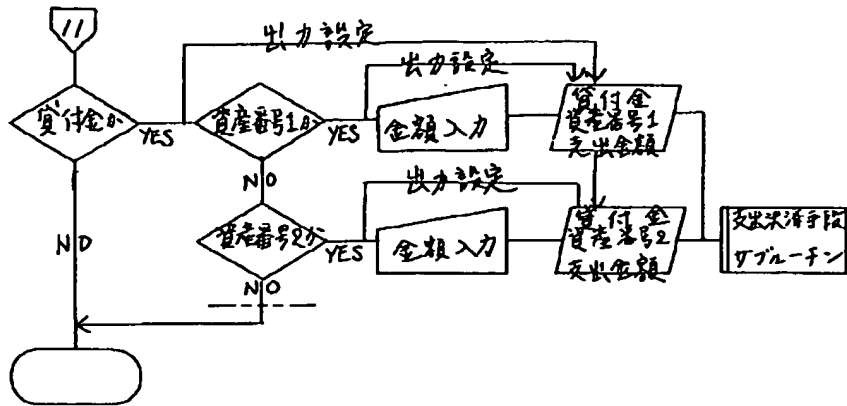 11
出力設定
出力設定
貸付金か
YES
資産番号1か
YES
金額入力
貸付金
資産番号1
支出金額
NO
NO
出力設定
資産番号2か
YES
金額入力
貸付金
資産番号2
支出金額
支出決済手段
サブルーチン
NO